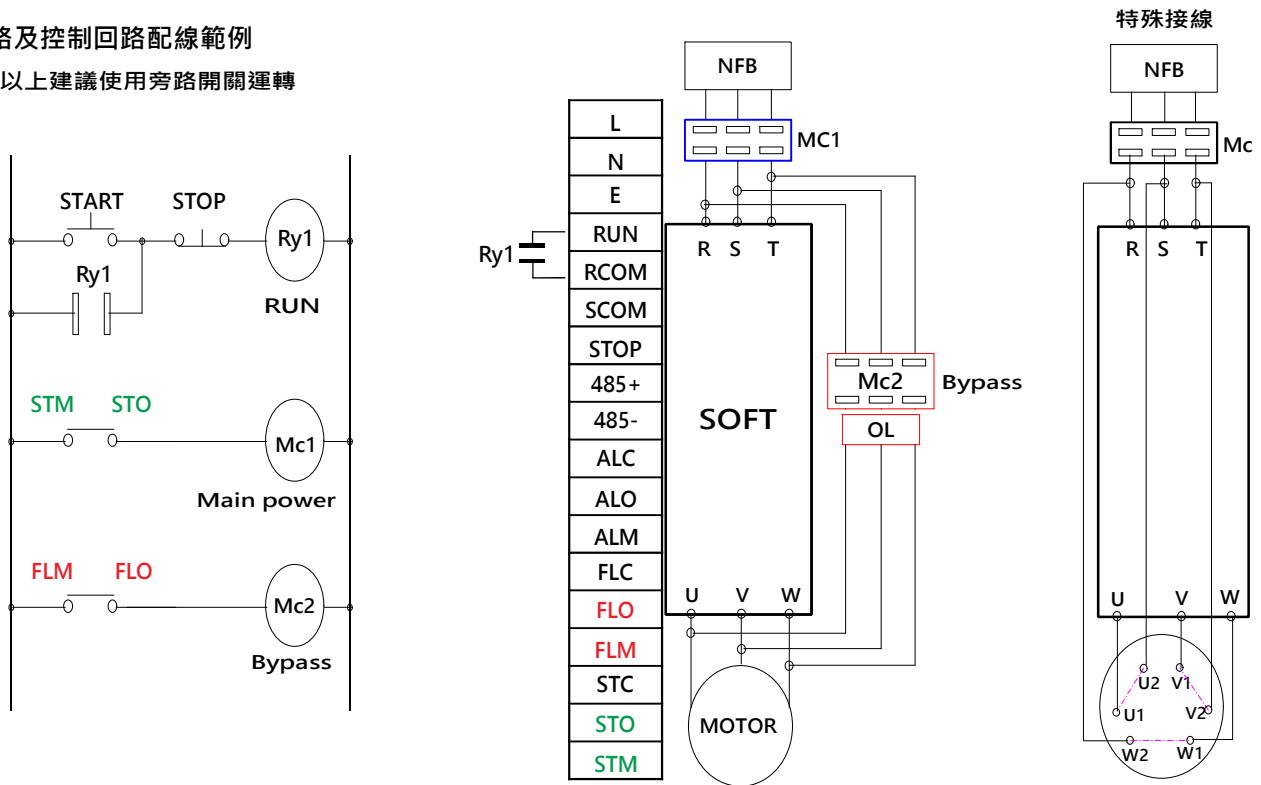 路及控制回路配線範例
以上建議使用旁路開關運轉
START STOP
Ry1
Ry1
RUN
STM STO
Mc1
Main power
FLM FLO
Mc2
Bypass
L
N
E
RUN
RCOM
SCOM
STOP
485+
485-
ALC
ALO
ALM
FLC
FLO
FLM
STC
STO
STM
Ry1
NFB
MC1
R S T
SOFT
Mc2 Bypass
OL
U V W
MOTOR
特殊接線
NFB
Mc
R S T
U V W
U2 V1
U1 V2
W2 W1